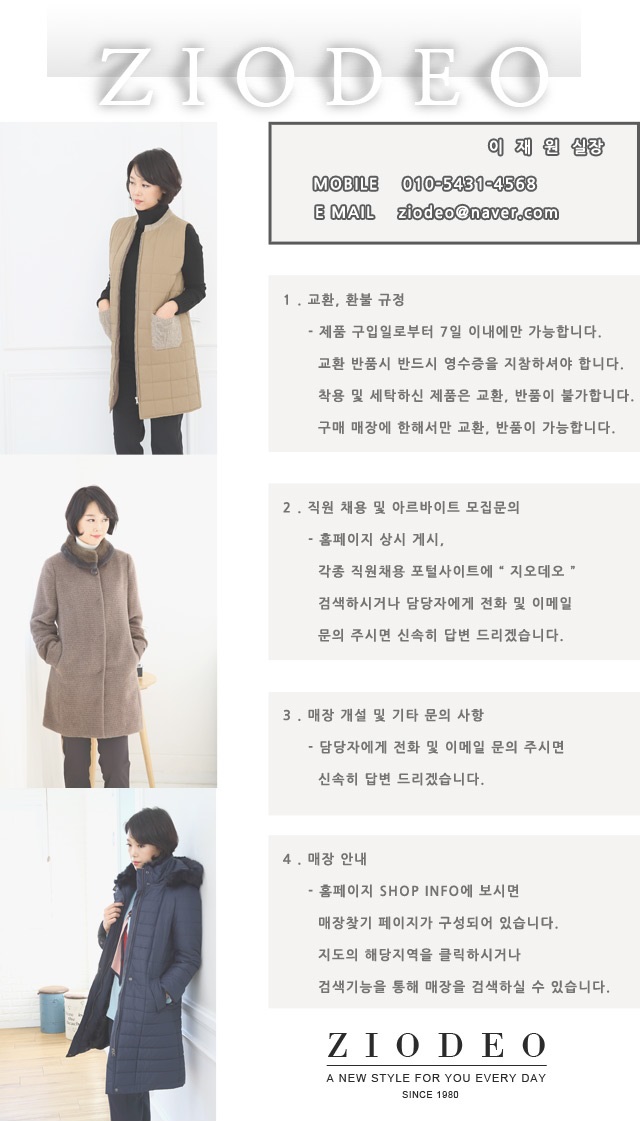 ZIODEO
이 재 원 실장
MOBILE 010-5431-4568
E MAIL ziodeo@naver.com
1 . 교환, 환불 규정
- 제품 구입일로부터 7일 이내에만 가능합니다.
교환 반품시 반드시 영수증을 지참하셔야 합니다.
착용 및 세탁하신 제품은 교환, 반품이 불가합니다.
구매 매장에 한해서만 교환, 반품이 가능합니다.
2 . 직원 채용 및 아르바이트 모집문의
- 홈페이지 상시 게시,
각종 직원채용 포털사이트에 “ 지오데오 ”
검색하시거나 담당자에게 전화 및 이메일
문의 주시면 신속히 답변 드리겠습니다.
3 . 매장 개설 및 기타 문의 사항
- 담당자에게 전화 및 이메일 문의 주시면
신속히 답변 드리겠습니다.
4 . 매장 안내
- 홈페이지 SHOP INFO에 보시면
매장찾기 페이지가 구성되어 있습니다.
지도의 해당지역을 클릭하시거나
검색기능을 통해 매장을 검색하실 수 있습니다.
ZIODEO
A NEW STYLE FOR YOU EVERY DAY
SINCE 1980